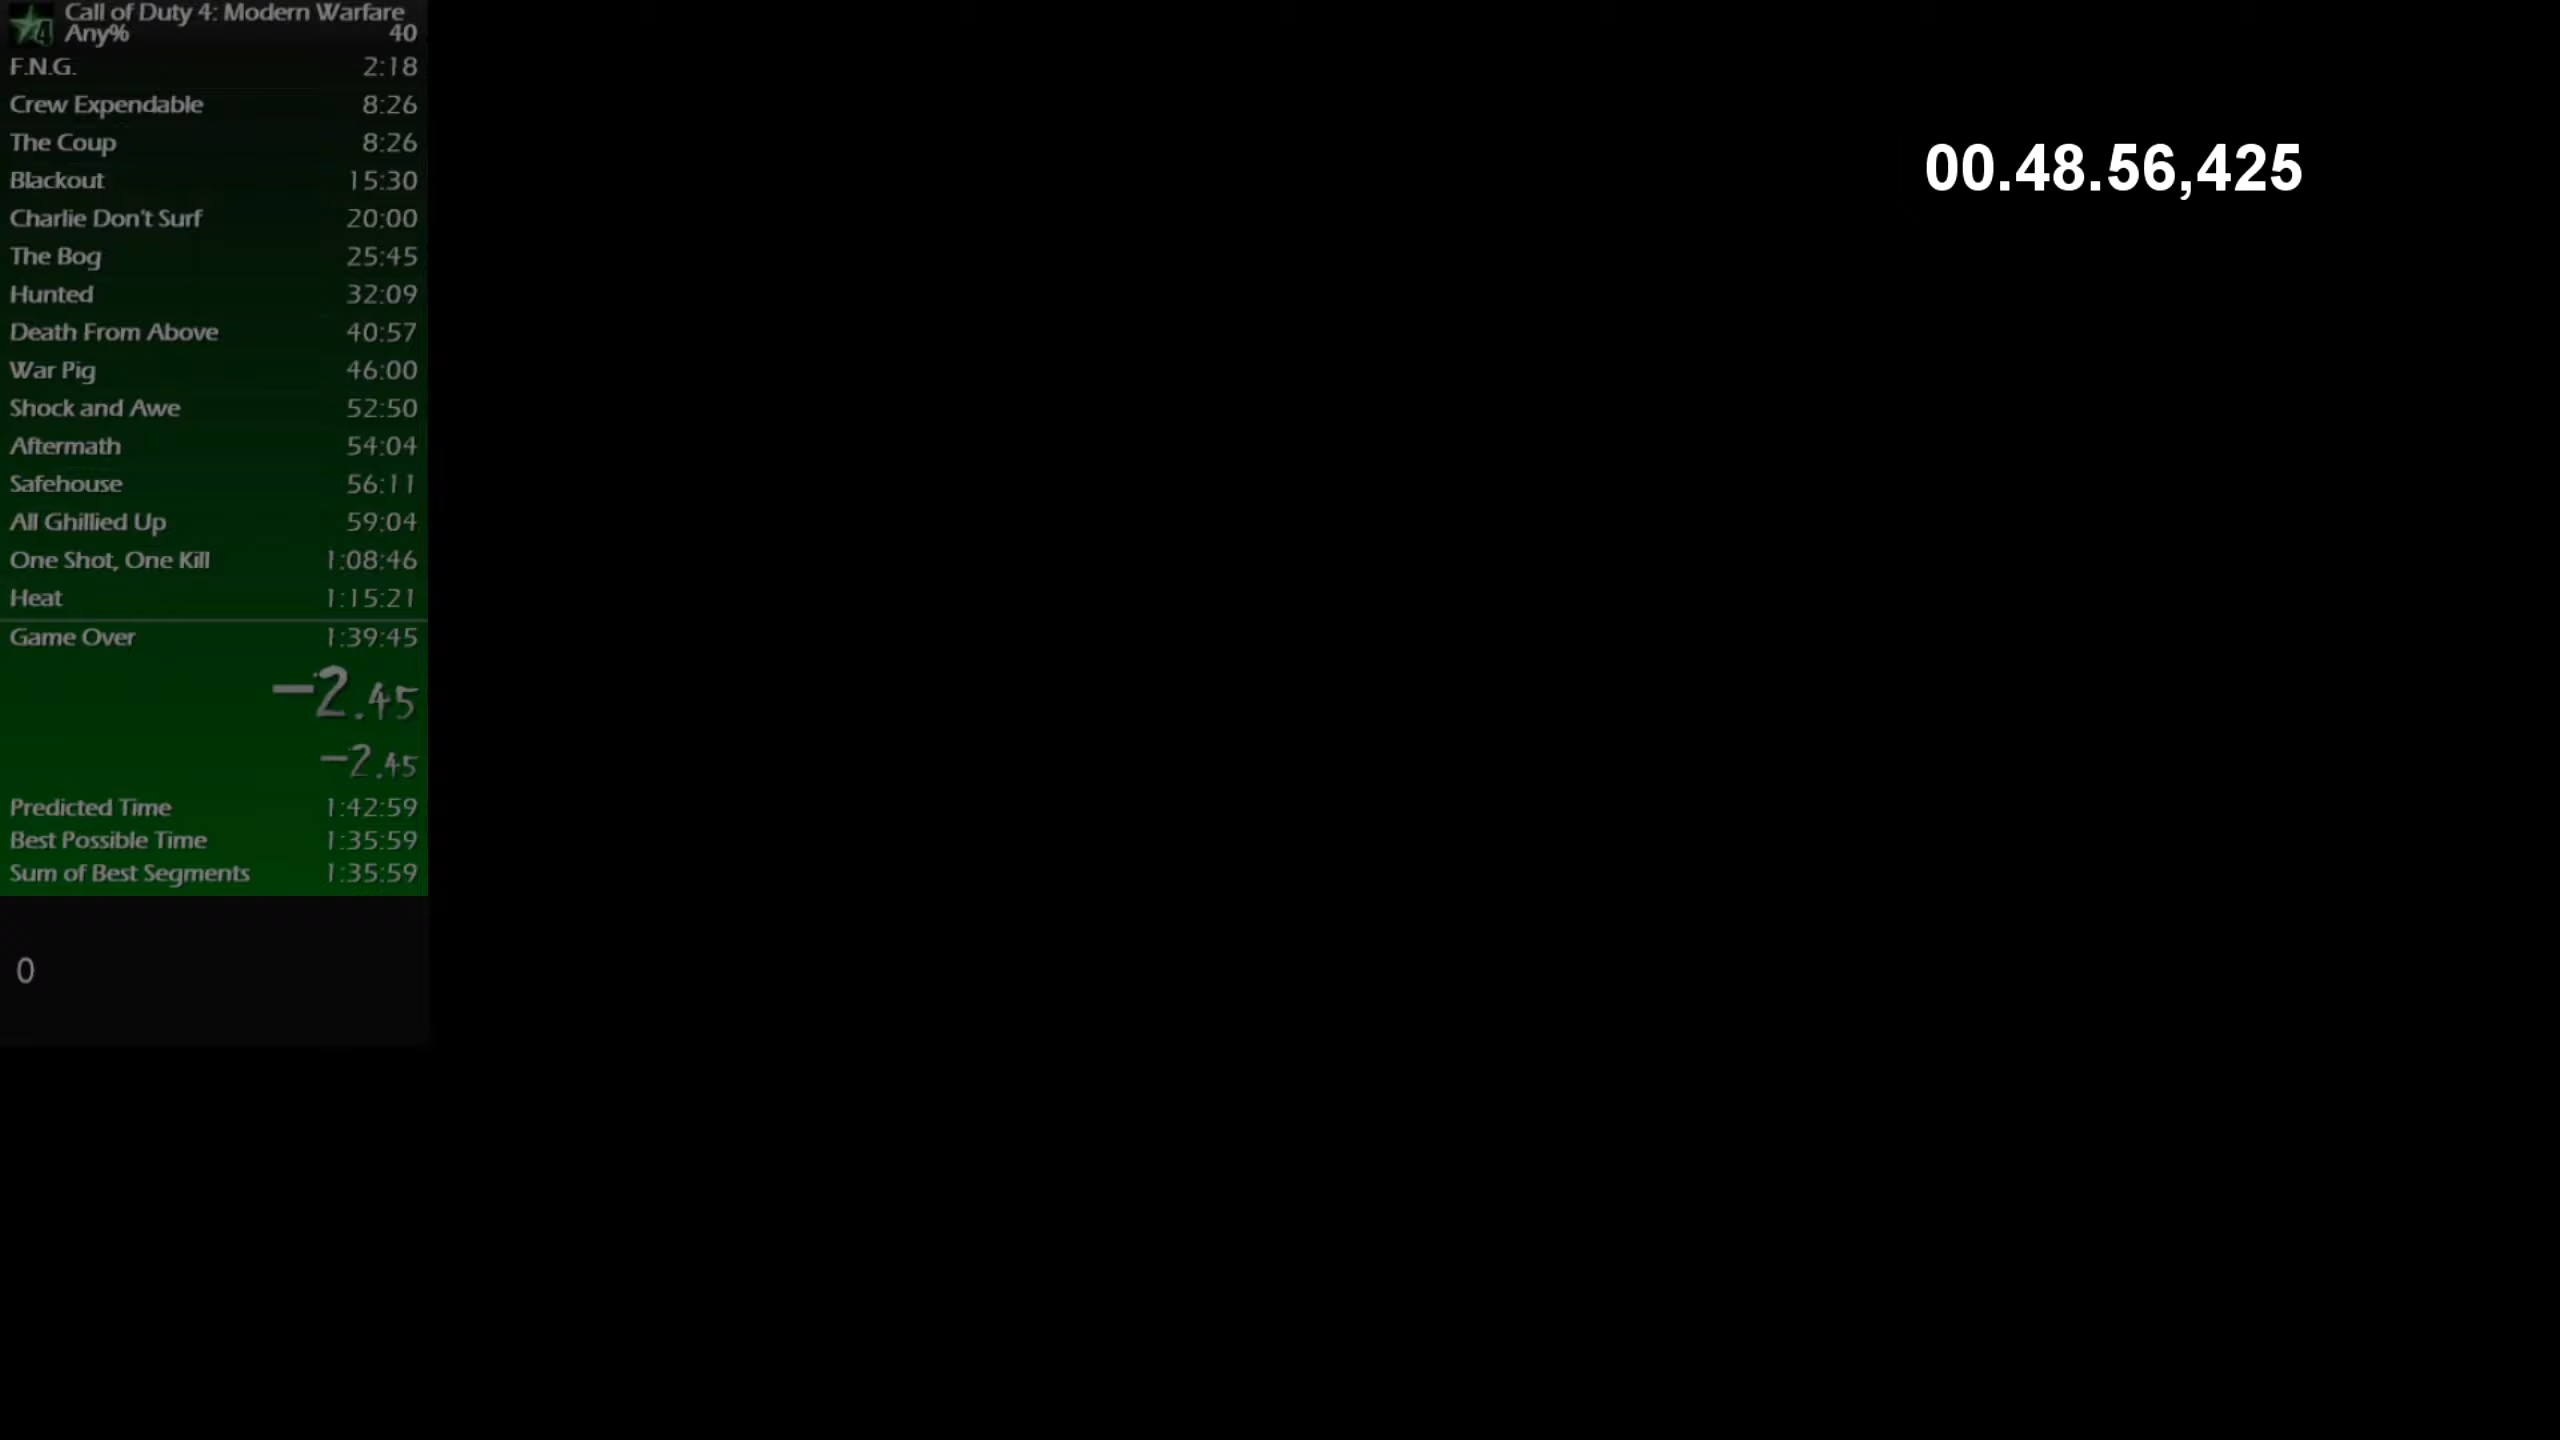 Call of Duty 4: Modern Warfare
Any% 40
F.N.G. 2:18
Crew Expendable 8:26
The Coup 8:26
00.48.56,425
Blackout 15:30
Charlie Don't Surf 20:00
The Bog 25:45
Hunted 32:09
Death From Above 40:57
War Pig 46:00
Shock and Awe 52:50
Aftermath 54:04
Safehouse 56:11
All Ghillied Up 59:04
One Shot, One Kill 1:08:46
Heat 1:15:21
Game Over 1:39:45
−2.45
−2.45
Predicted Time 1:42:59
Best Possible Time 1:35:59
Sum of Best Segments 1:35:59
0